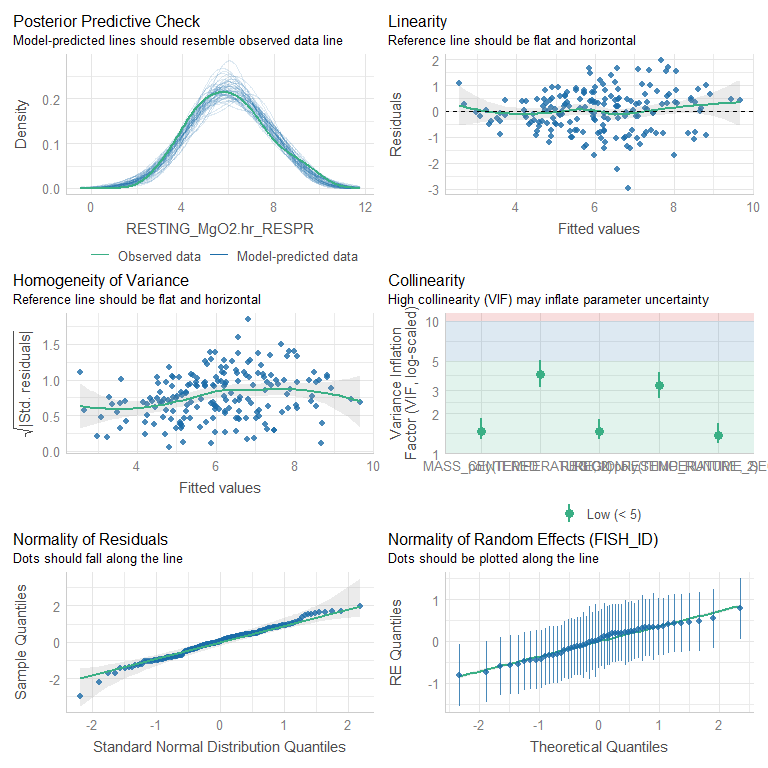 Posterior Predictive Check
Model-predicted lines should resemble observed data line
Density
0.2
0.1
0.0
0
4
8
12
RESTING_MgO2.hr_RESPR
Observed data
Model-predicted data
Linearity
Reference line should be flat and horizontal
Residuals
2
1
0
-1
-2
-3
4
6
8
10
Fitted values
Homogeneity of Variance
Reference line should be flat and horizontal
√|Std. residuals|
1.5
1.0
0.5
0.0
4
6
8
10
Fitted values
Collinearity
High collinearity (VIF) may inflate parameter uncertainty
Variance Inflation
Factor (VIF, log-scaled)
10
5
3
2
1
Low (< 5)
Normality of Residuals
Dots should fall along the line
Sample Quantiles
2
0
-2
-2
-1
0
1
2
Standard Normal Distribution Quantiles
Normality of Random Effects (FISH_ID)
Dots should be plotted along the line
RE Quantiles
1
0
-1
-2
-1
0
1
2
Theoretical Quantiles